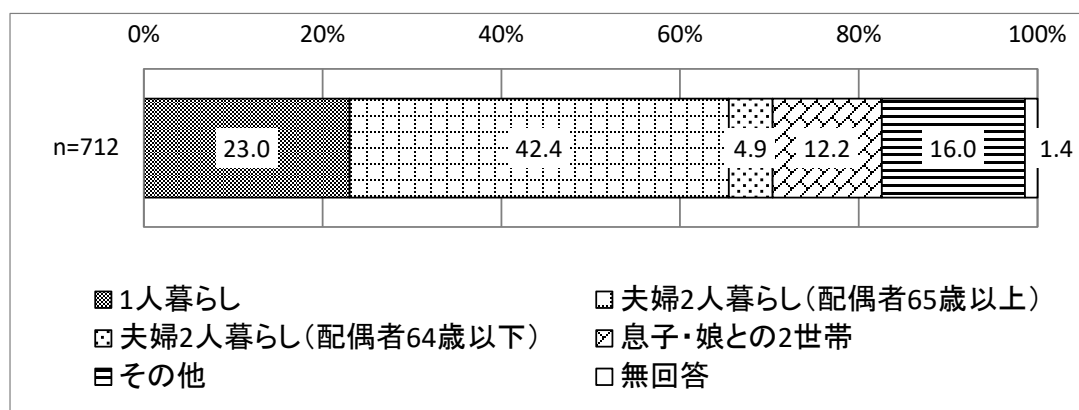 0% 20% 40% 60% 80% 100%
n=712 23.0 42.4 4.9 12.2 16.0 1.4
1人暮らし 夫婦2人暮らし(配偶者65歳以上)
夫婦2人暮らし(配偶者64歳以下) 息子・娘との2世帯
その他 無回答